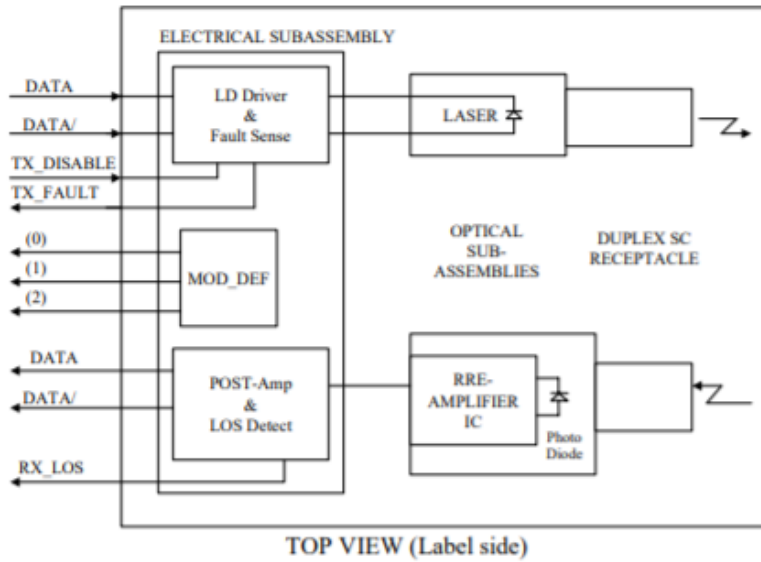 ELECTRICAL SUBASSEMBLY
DATA
DATA/
TX_DISABLE
TX_FAULT
LD Driver
&
Fault Sense
LASER
(0)
(1)
(2)
MOD_DEF
OPTICAL
SUB-
ASSEMBLIES
DUPLEX SC
RECEPTACLE
DATA
DATA/
RX_LOS
POST-Amp
&
LOS Detect
RRE-
AMPLIFIER
IC
Photo
Diode
TOP VIEW (Label side)